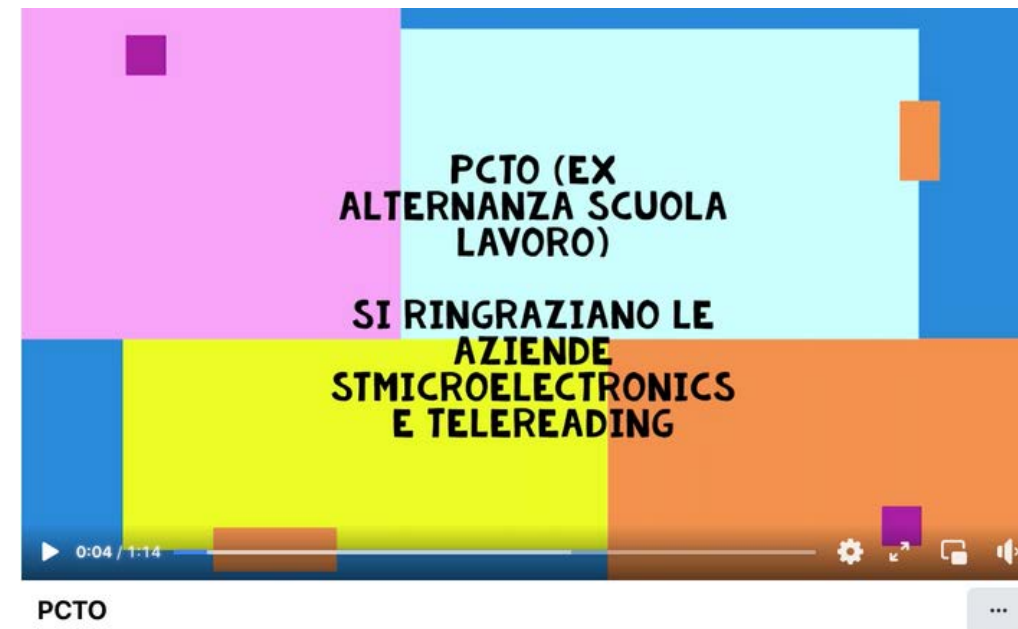 PCTO (EX
ALTERNANZA SCUOLA
LAVORO)
SI RINGRAZIANO LE
AZIENDE
STMICROELECTRONICS
E TELEREADING
0:04 / 1:14
PCTO